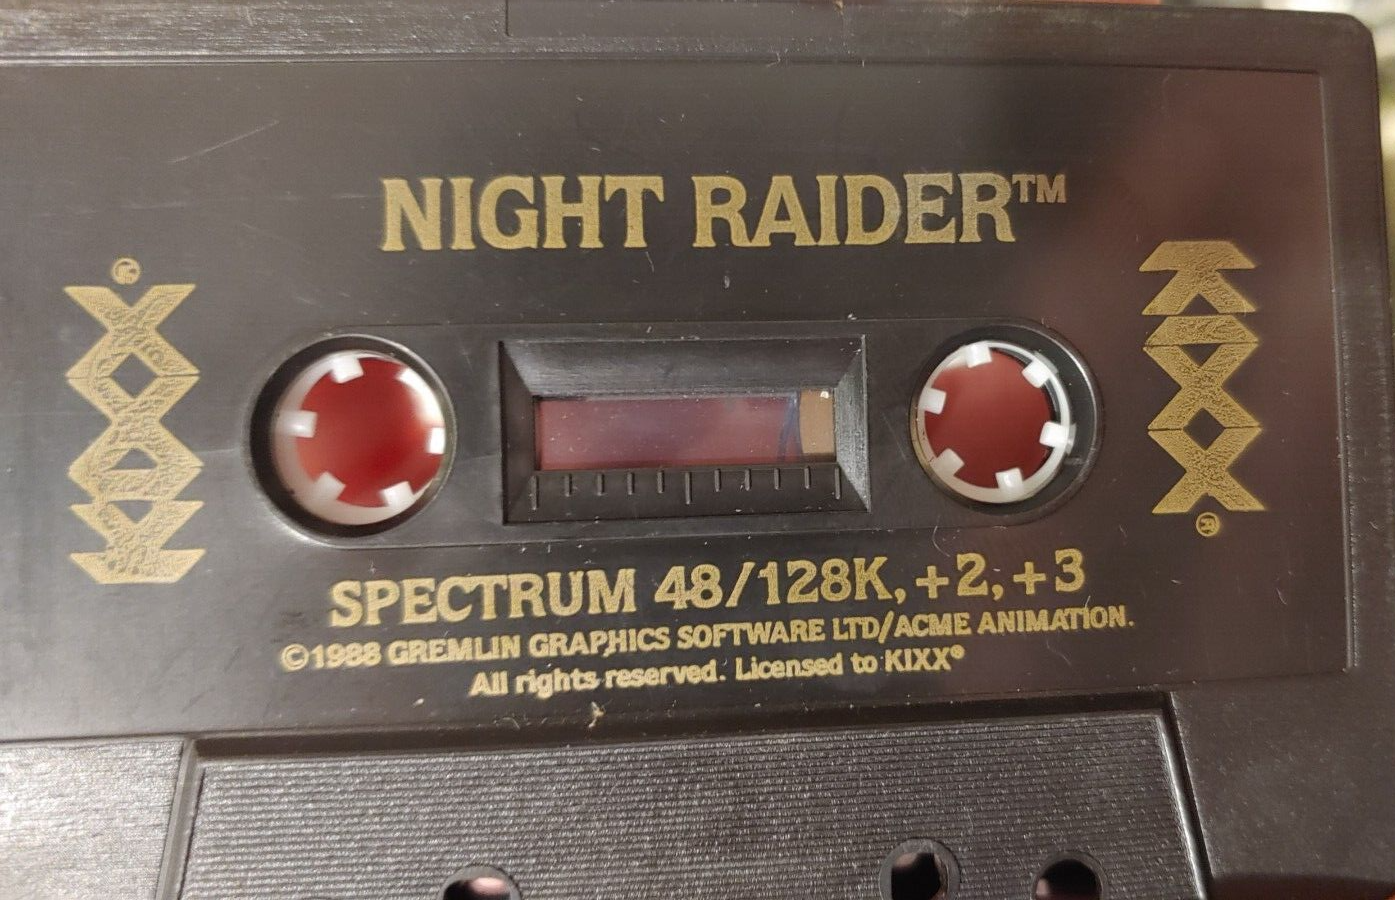 NIGHT RAIDER™
KIXX®
KIXX®
SPECTRUM 48/128K, +2, +3
©1988 GREMLIN GRAPHICS SOFTWARE LTD/ACME ANIMATION.
All rights reserved. Licensed to KIXX®